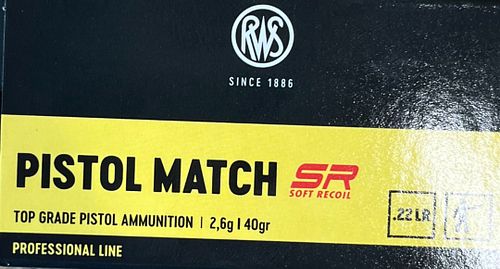 RWS
SINCE 1886
PISTOL MATCH SR
SOFT RECOIL
TOP GRADE PISTOL AMMUNITION | 2,6g | 40gr
.22 LR
PROFESSIONAL LINE